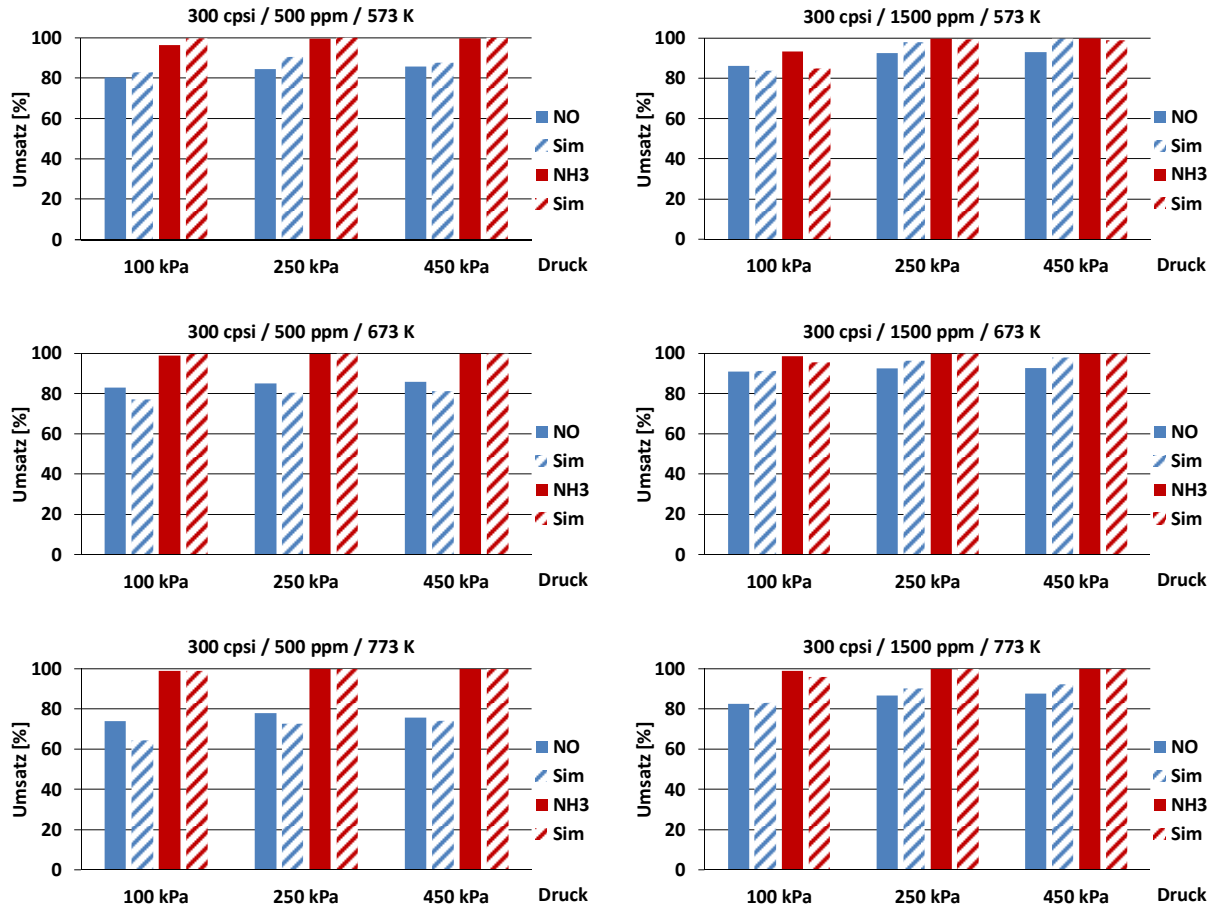 300 cpsi / 500 ppm / 573 K
Umsatz [%]
100
80
60
40
20
0
100 kPa
250 kPa
450 kPa
Druck
NO
Sim
NH3
Sim
300 cpsi / 1500 ppm / 573 K
Umsatz [%]
100
80
60
40
20
0
100 kPa
250 kPa
450 kPa
Druck
NO
Sim
NH3
Sim
300 cpsi / 500 ppm / 673 K
Umsatz [%]
100
80
60
40
20
0
100 kPa
250 kPa
450 kPa
Druck
NO
Sim
NH3
Sim
300 cpsi / 1500 ppm / 673 K
Umsatz [%]
100
80
60
40
20
0
100 kPa
250 kPa
450 kPa
Druck
NO
Sim
NH3
Sim
300 cpsi / 500 ppm / 773 K
Umsatz [%]
100
80
60
40
20
0
100 kPa
250 kPa
450 kPa
Druck
NO
Sim
NH3
Sim
300 cpsi / 1500 ppm / 773 K
Umsatz [%]
100
80
60
40
20
0
100 kPa
250 kPa
450 kPa
Druck
NO
Sim
NH3
Sim